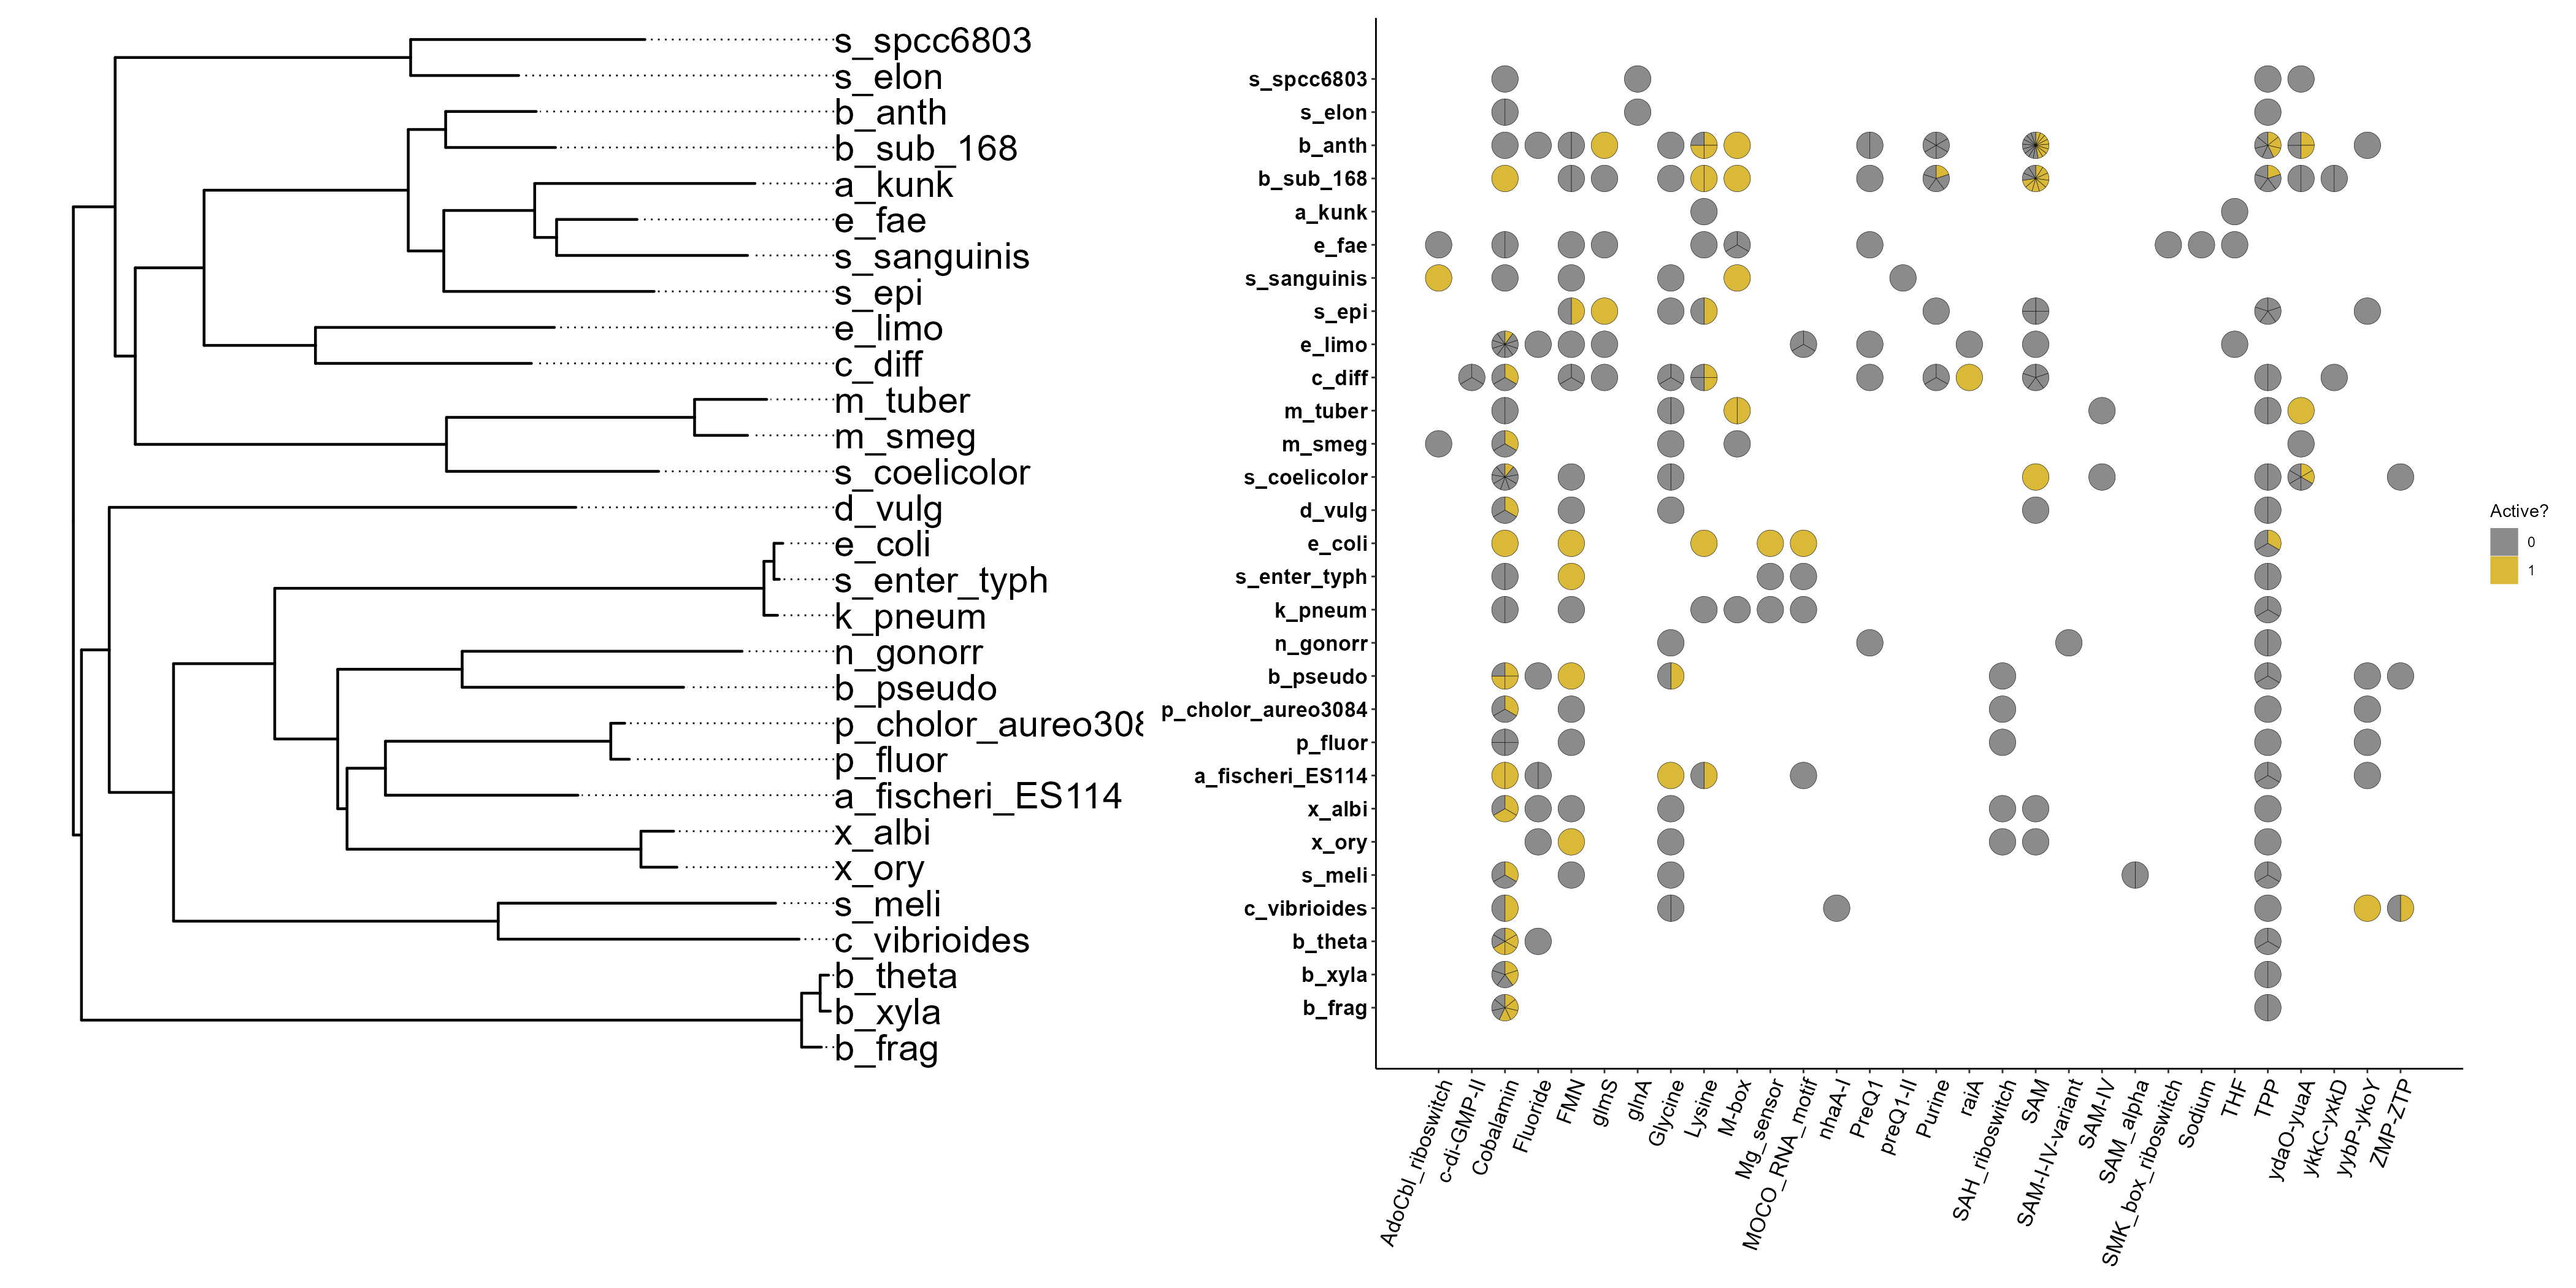 s_spcc6803
s_elon
b_anth
b_sub_168
a_kunk
e_fae
s_sanguinis
s_epi
e_limo
c_diff
m_tuber
m_smeg
s_coelicolor
d_vulg
e_coli
s_enter_typh
k_pneum
n_gonorr
b_pseudo
p_cholor_aureo308
p_fluor
a_fischeri_ES114
x_albi
x_ory
s_meli
c_vibrioides
b_theta
b_xyla
b_frag
s_spcc6803
s_elon
b_anth
b_sub_168
a_kunk
e_fae
s_sanguinis
s_epi
e_limo
c_diff
m_tuber
m_smeg
s_coelicolor
d_vulg
e_coli
s_enter_typh
k_pneum
n_gonorr
b_pseudo
p_cholor_aureo3084
p_fluor
a_fischeri_ES114
x_albi
x_ory
s_meli
c_vibrioides
b_theta
b_xyla
b_frag
AdoCbl_riboswitch
c-di-GMP-II
Cobalamin
Fluoride
FMN
glmS
glnA
Glycine
Lysine
M-box
Mg_sensor
MOCO_RNA_motif
nhaA-I
PreQ1
preQ1-II
Purine
raiA
SAH_riboswitch
SAM
SAM-I-IV-variant
SAM-IV
SAM_alpha
SMK_box_riboswitch
Sodium
THF
TPP
ydaO-yuaA
ykkC-yxkD
yybP-ykoY
ZMP-ZTP
Active?
0
1